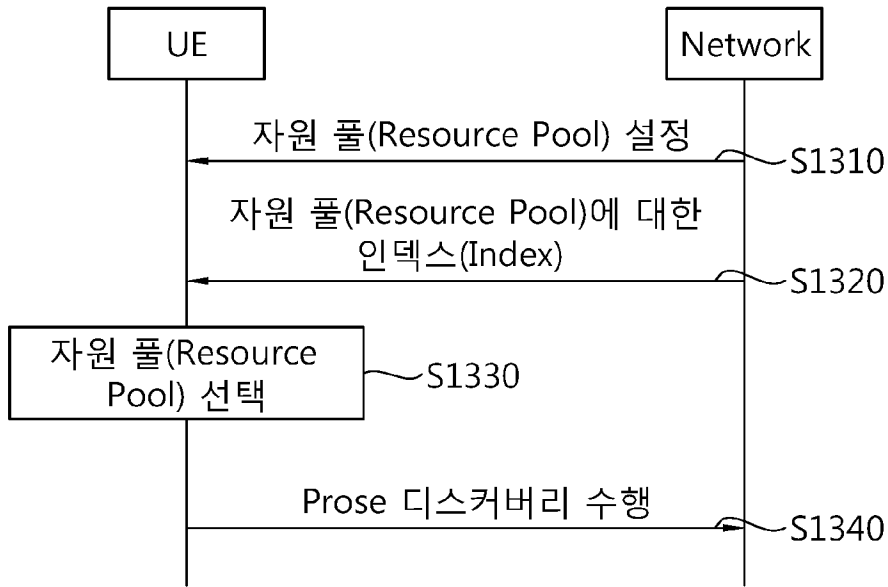 UE
Network
자원 풀(Resource Pool) 설정
S1310
자원 풀(Resource Pool)에 대한
인덱스(Index)
S1320
자원 풀(Resource
Pool) 선택
S1330
Prose 디스커버리 수행
S1340